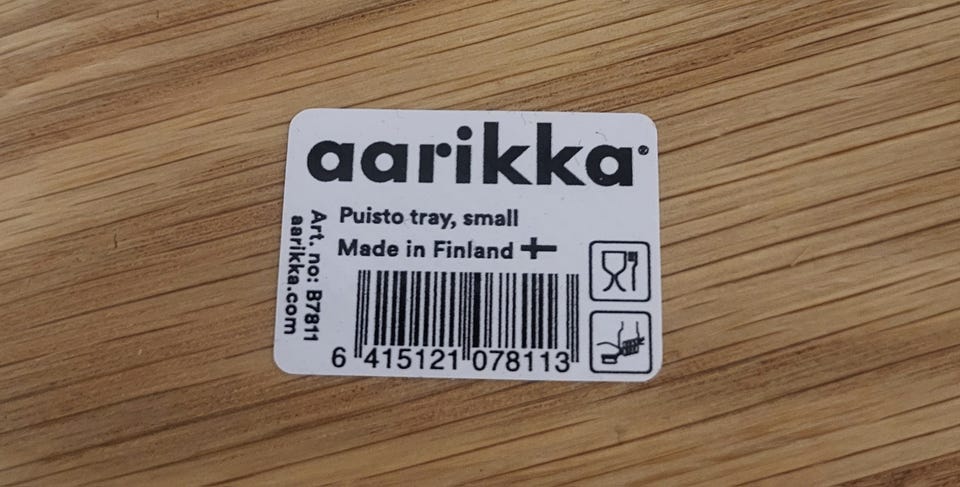 aarikka®
Puisto tray, small
Made in Finland
Art. no: B7811
aarikka.com
6 415121 078113